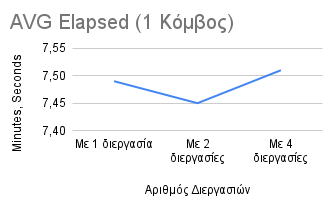 AVG Elapsed (1 Κόμβος)
Minutes, Seconds
7,55
7,50
7,45
7,40
Με 1 διεργασία
Με 2 διεργασίες
Με 4 διεργασίες
Αριθμός Διεργασιών